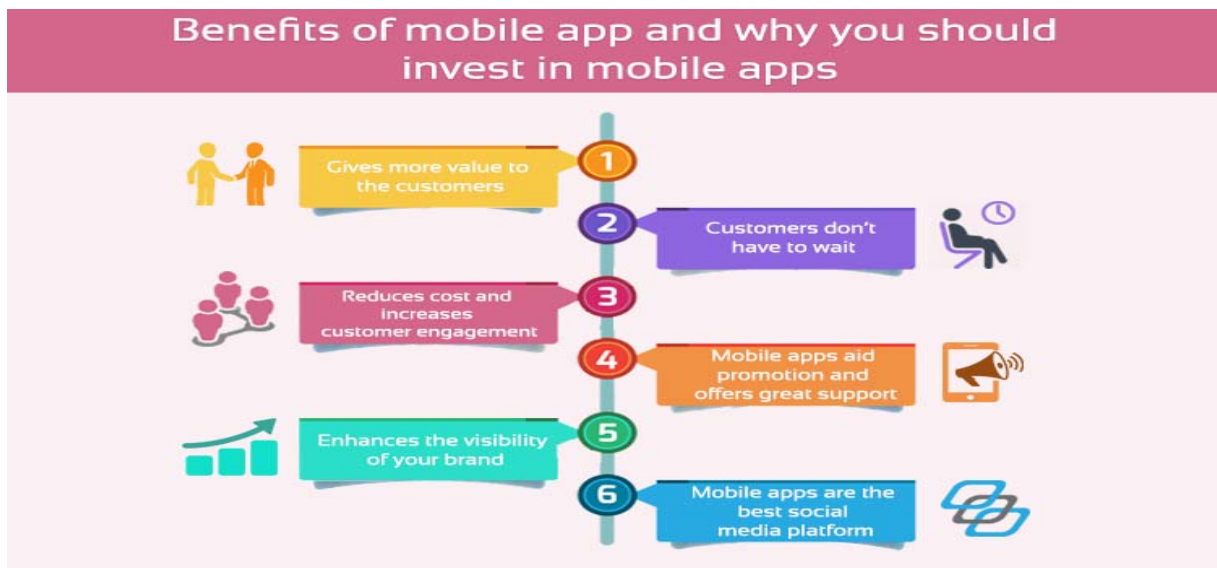 Benefits of mobile app and why you should
invest in mobile apps
1
Gives more value to
the customers
2
Customers don't
have to wait
3
Reduces cost and
increases
customer engagement
4
Mobile apps aid
promotion and
offers great support
5
Enhances the visibility
of your brand
6
Mobile apps are the
best social
media platform